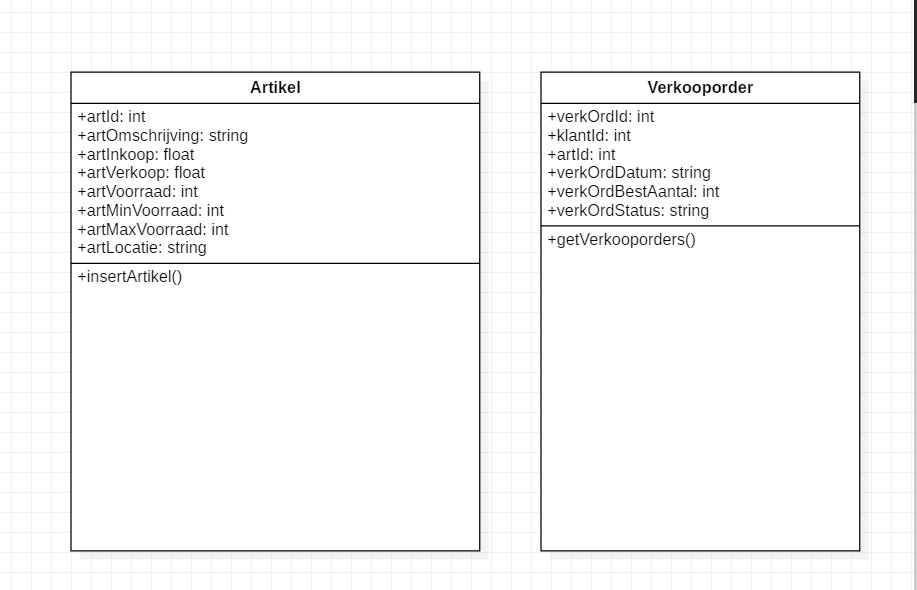 Artikel
+artId: int
+artOmschrijving: string
+artInkoop: float
+artVerkoop: float
+artVoorraad: int
+artMinVoorraad: int
+artMaxVoorraad: int
+artLocatie: string
+insertArtikel()
Verkooporder
+verkOrdId: int
+klantId: int
+artId: int
+verkOrdDatum: string
+verkOrdBestAantal: int
+verkOrdStatus: string
+getVerkooporders()